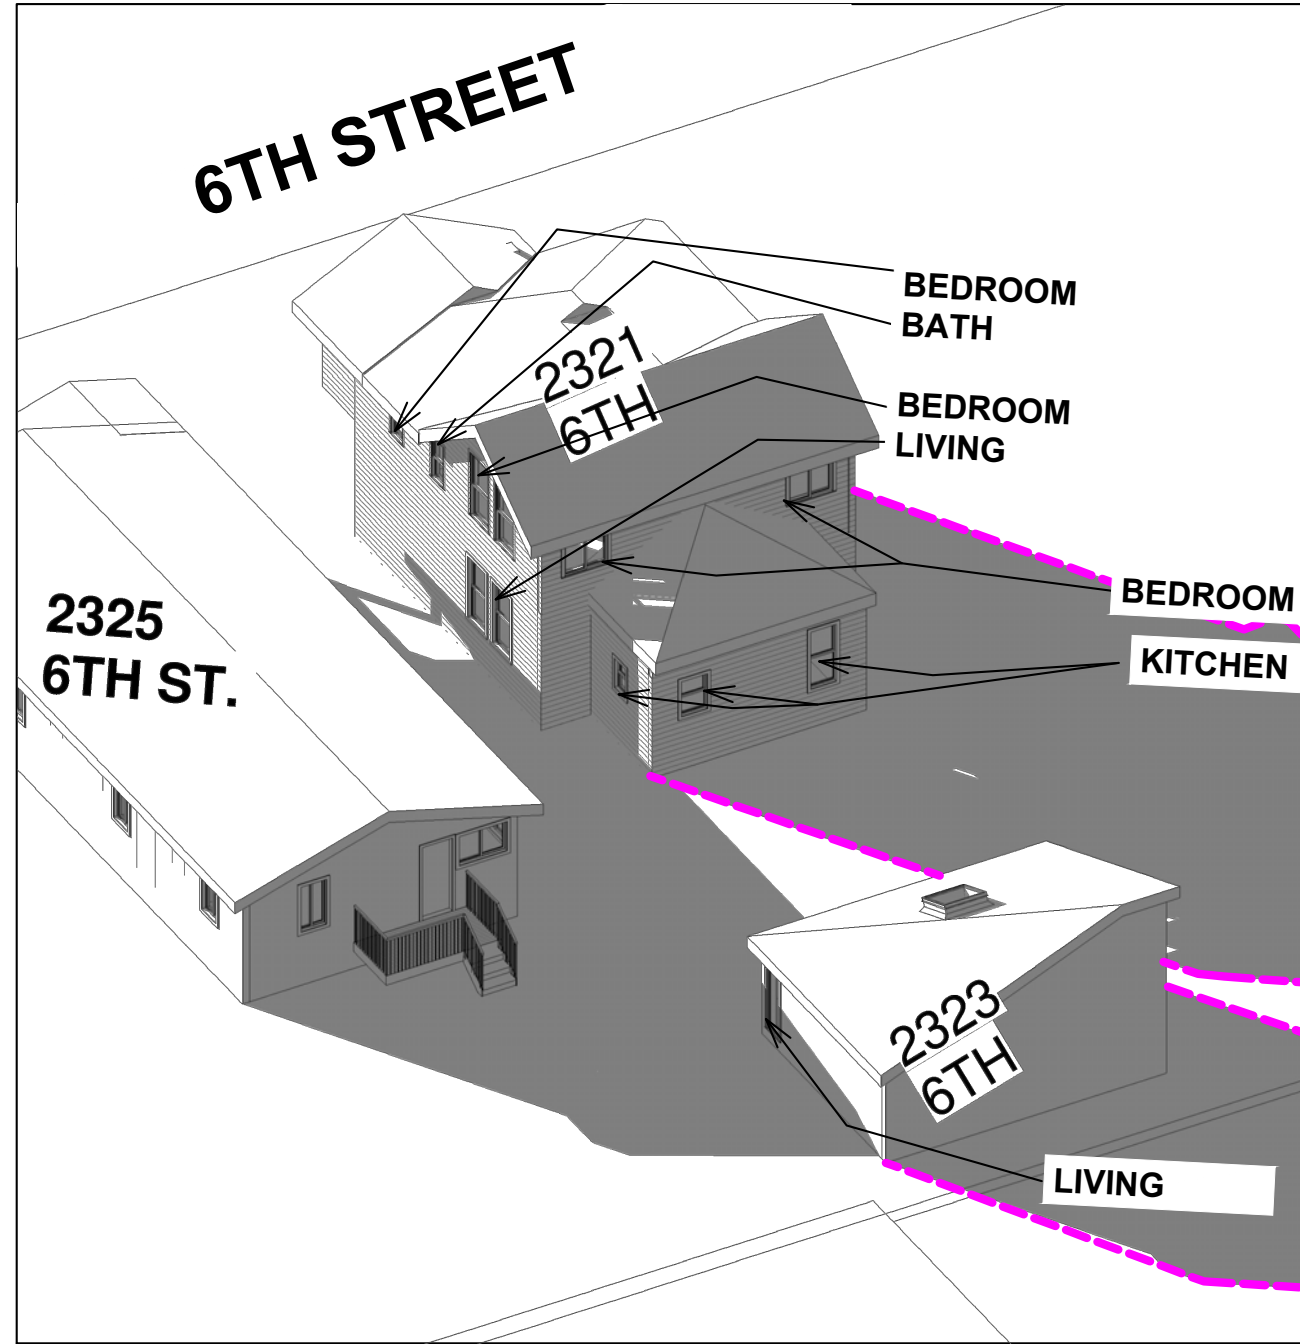 6TH STREET
BEDROOM
BATH
2321
6TH
BEDROOM
LIVING
BEDROOM
KITCHEN
2325
6TH ST.
2323
6TH
LIVING